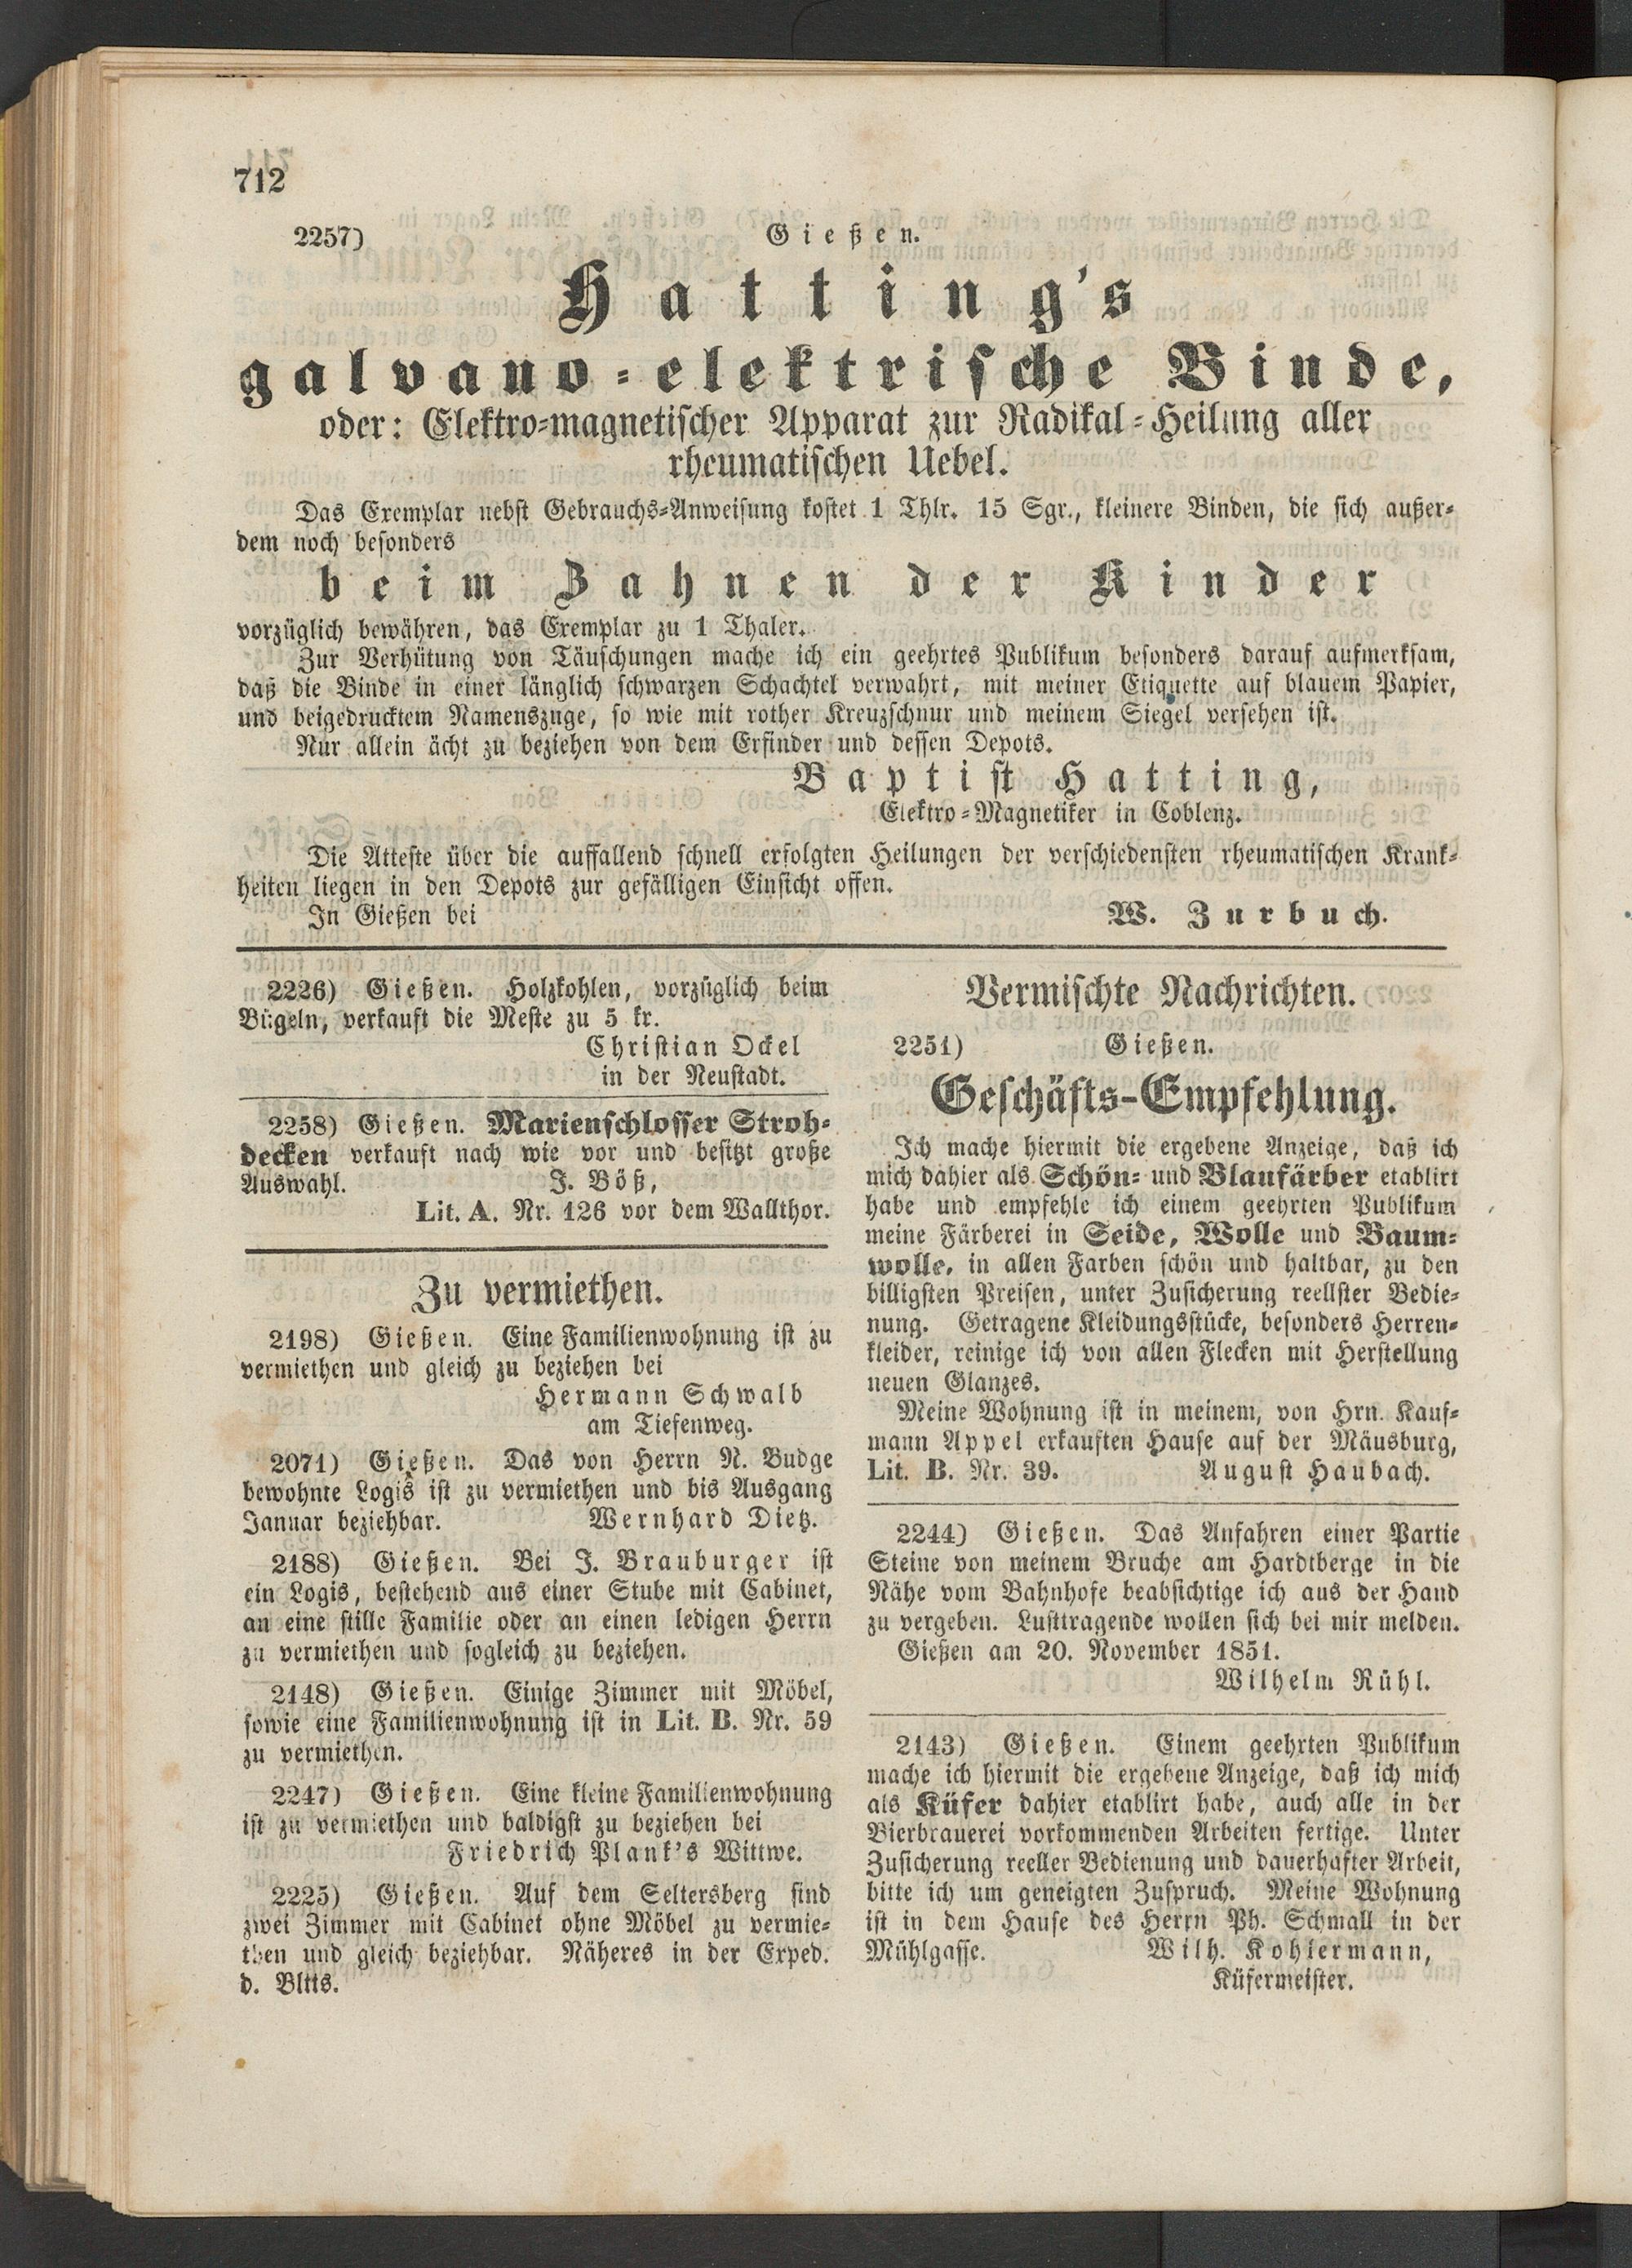 712
2257) Gießen.
Hatting's
galvano-elektrische Binde,
oder: Elektro-magnetischer Apparat zur Radikal-Heilung aller
rheumatischen Uebel.
Das Exemplar nebst Gebrauchs-Anweisung kostet 1 Thlr. 15 Sgr., kleinere Binden, die sich außer-
dem noch besonders
beim Zahnen der Kinder
vorzüglich bewähren, das Exemplar zu 1 Thaler.
Zur Verhütung von Täuschungen mache ich ein geehrtes Publikum besonders darauf aufmerksam,
daß die Binde in einer länglich schwarzen Schachtel verwahrt, mit meiner Etiquette auf blauem Papier,
und beigedrucktem Namenszuge, so wie mit rother Kreuzschnur und meinem Siegel versehen ist.
Nur allein ächt zu beziehen von dem Erfinder und dessen Depots.
Baptist Hatting,
Elektro-Magnetiker in Coblenz.
Die Atteste über die auffallend schnell erfolgten Heilungen der verschiedensten rheumatischen Krank-
heiten liegen in den Depots zur gefälligen Einsicht offen.
In Gießen bei W. Zurbuch.
2226) Gießen. Holzkohlen, vorzüglich beim
Bügeln, verkauft die Meste zu 5 kr.
Christian Ockel
in der Neustadt.
2258) Gießen. Marienschlosser Stroh-
decken verkauft nach wie vor und besitzt große
Auswahl. J. Böß,
Lit. A. Nr. 126 vor dem Wallthor.
Zu vermiethen.
2198) Gießen. Eine Familienwohnung ist zu
vermiethen und gleich zu beziehen bei
Hermann Schwalb
am Tiefenweg.
2071) Gießen. Das von Herrn N. Budge
bewohnte Logis ist zu vermiethen und bis Ausgang
Januar beziehbar. Wernhard Dietz.
2188) Gießen. Bei J. Brauburger ist
ein Logis, bestehend aus einer Stube mit Cabinet,
an eine stille Familie oder an einen ledigen Herrn
zu vermiethen und sogleich zu beziehen.
2148) Gießen. Einige Zimmer mit Möbel,
sowie eine Familienwohnung ist in Lit. B. Nr. 59
zu vermiethen.
2247) Gießen. Eine kleine Familienwohnung
ist zu vermiethen und baldigst zu beziehen bei
Friedrich Plank's Wittwe.
2225) Gießen. Auf dem Seltersberg sind
zwei Zimmer mit Cabinet ohne Möbel zu vermie-
then und gleich beziehbar. Näheres in der Exped.
d. Bltts.
Vermischte Nachrichten.
2251) Gießen.
Geschäfts-Empfehlung.
Ich mache hiermit die ergebene Anzeige, daß ich
mich dahier als Schön- und Blaufärber etablirt
habe und empfehle ich einem geehrten Publikum
meine Färberei in Seide, Wolle und Baum-
wolle, in allen Farben schön und haltbar, zu den
billigsten Preisen, unter Zusicherung reellster Bedie-
nung. Getragene Kleidungsstücke, besonders Herren-
kleider, reinige ich von allen Flecken mit Herstellung
neuen Glanzes.
Meine Wohnung ist in meinem, von Hrn. Kauf-
mann Appel erkauften Hause auf der Mäusburg,
Lit. B. Nr. 39. August Haubach.
2244) Gießen. Das Anfahren einer Partie
Steine von meinem Bruche am Hardtberge in die
Nähe vom Bahnhofe beabsichtige ich aus der Hand
zu vergeben. Lusttragende wollen sich bei mir melden.
Gießen am 20. November 1851.
Wilhelm Rühl.
2143) Gießen. Einem geehrten Publikum
mache ich hiermit die ergebene Anzeige, daß ich mich
als Küfer dahier etablirt habe, auch alle in der
Bierbrauerei vorkommenden Arbeiten fertige. Unter
Zusicherung reeller Bedienung und dauerhafter Arbeit,
bitte ich um geneigten Zuspruch. Meine Wohnung
ist in dem Hause des Herrn Ph. Schmall in der
Mühlgasse. Wilh. Kohlermann,
Küfermeister.